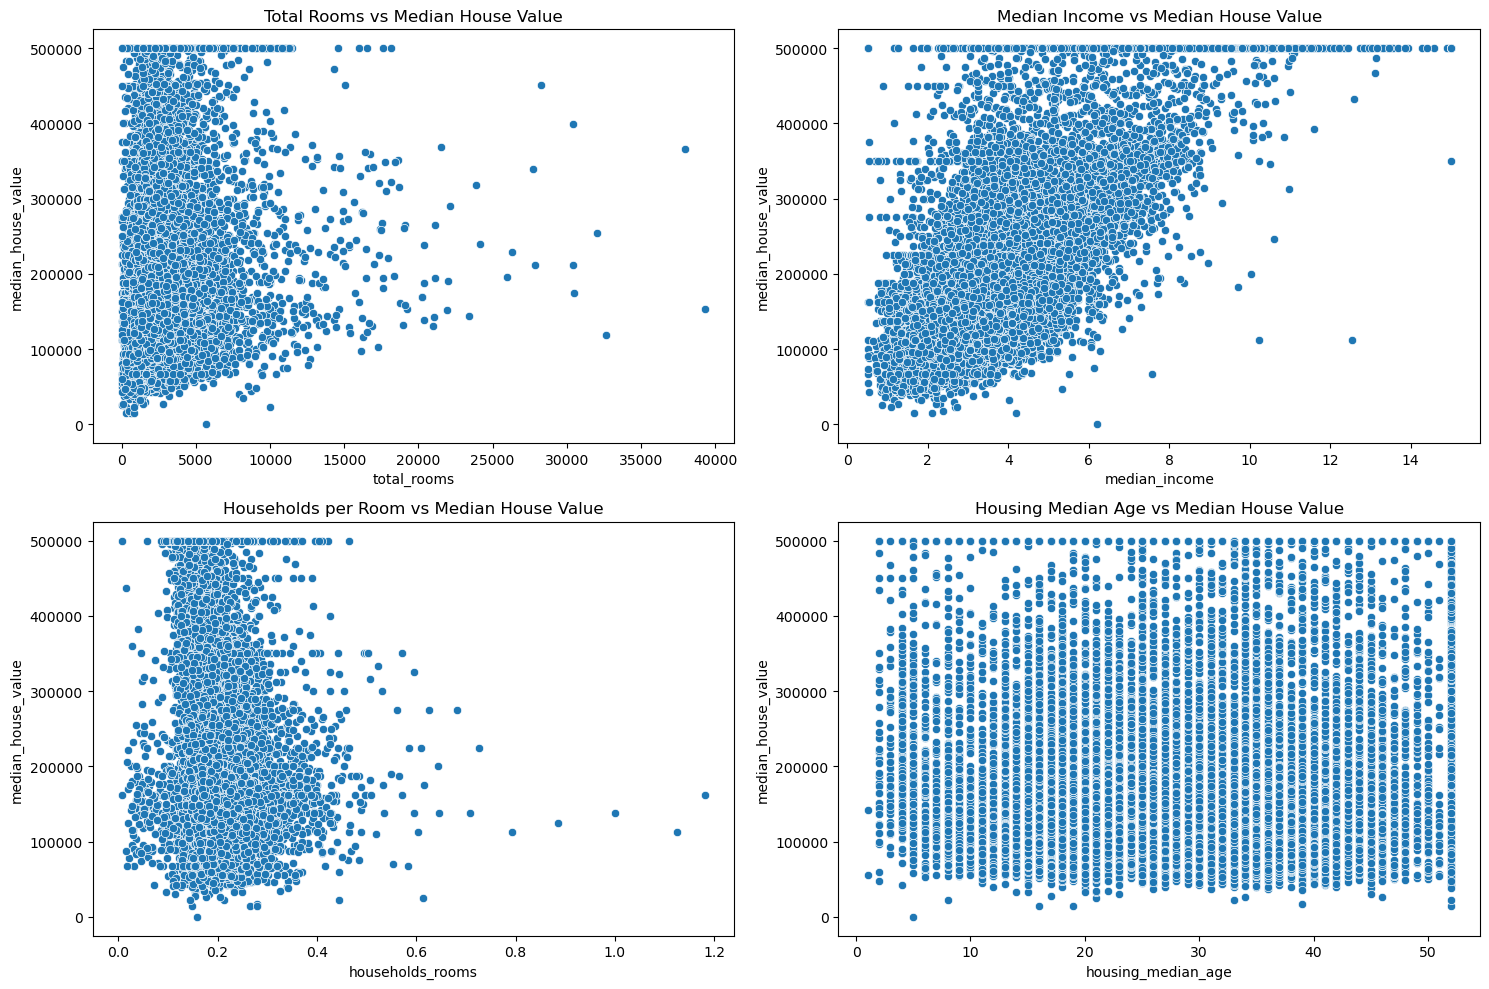 Total Rooms vs Median House Value
median_house_value
500000
400000
300000
200000
100000
0
0 5000 10000 15000 20000 25000 30000 35000 40000
total_rooms
Median Income vs Median House Value
median_house_value
500000
400000
300000
200000
100000
0
0 2 4 6 8 10 12 14
median_income
Households per Room vs Median House Value
median_house_value
500000
400000
300000
200000
100000
0
0.0 0.2 0.4 0.6 0.8 1.0 1.2
households_rooms
Housing Median Age vs Median House Value
median_house_value
500000
400000
300000
200000
100000
0
0 10 20 30 40 50
housing_median_age